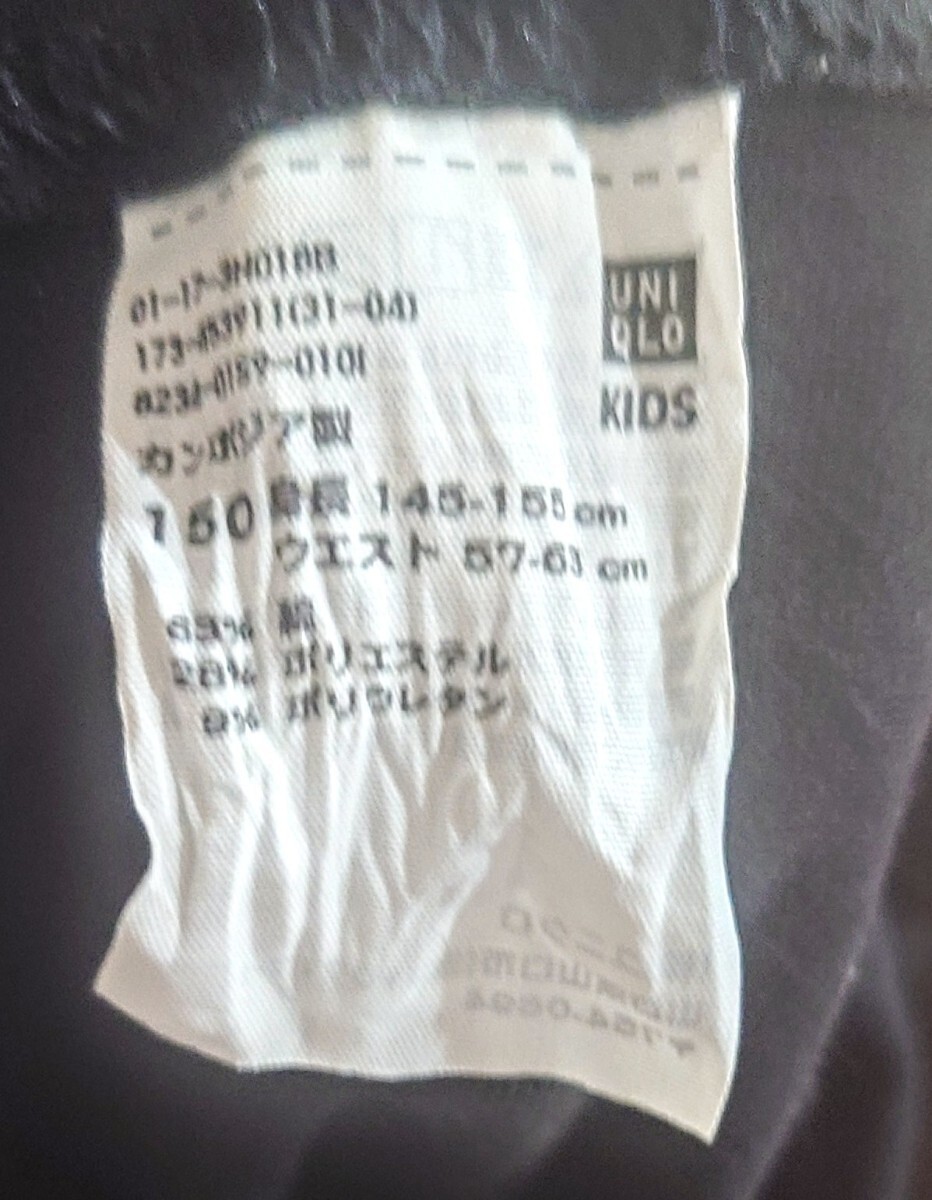 01-17-3N018B
173-453911(31-04)
6234-0159-0101
カンボジア製
150 身長 145-155 cm
ウエスト 57-63 cm
63% 綿
28% ポリエステル
9% ポリウレタン
UNI
QLO
KIDS